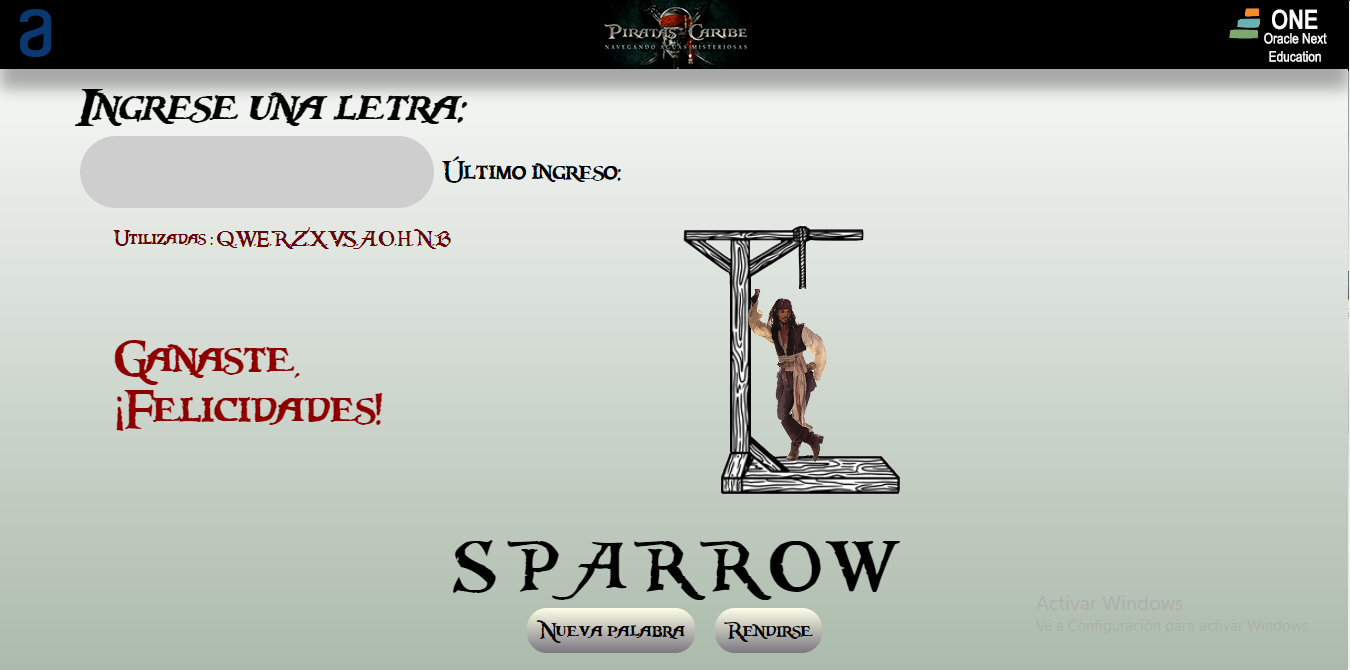 a
PIRATAS DEL CARIBE
NAVEGANDO AGUAS MISTERIOSAS
ONE
Oracle Next
Education
INGRESE UNA LETRA:
ÚLTIMO INGRESO:
UTILIZADAS : Q.W.E.R.Z.X.V.S.A.O.H.N.B
GANASTE,
¡FELICIDADES!
SPARROW
NUEVA PALABRA RENDIRSE
Activar Windows
Ve a Configuración para activar Windows.